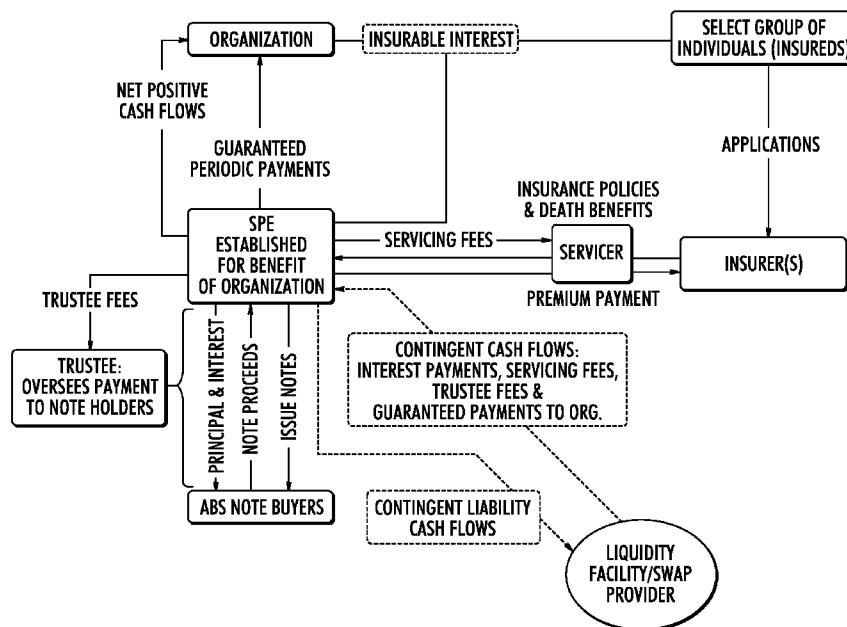 ORGANIZATION
INSURABLE INTEREST
SELECT GROUP OF
INDIVIDUALS (INSUREDS)
NET POSITIVE
CASH FLOWS
GUARANTEED
PERIODIC PAYMENTS
APPLICATIONS
INSURANCE POLICIES
& DEATH BENEFITS
SPE
ESTABLISHED
FOR BENEFIT
OF ORGANIZATION
SERVICING FEES
SERVICER
INSURER(S)
PREMIUM PAYMENT
TRUSTEE FEES
TRUSTEE:
OVERSEES PAYMENT
TO NOTE HOLDERS
PRINCIPAL & INTEREST
NOTE PROCEEDS
ISSUE NOTES
CONTINGENT CASH FLOWS:
INTEREST PAYMENTS, SERVICING FEES,
TRUSTEE FEES &
GUARANTEED PAYMENTS TO ORG.
ABS NOTE BUYERS
CONTINGENT LIABILITY
CASH FLOWS
LIQUIDITY
FACILITY/SWAP
PROVIDER